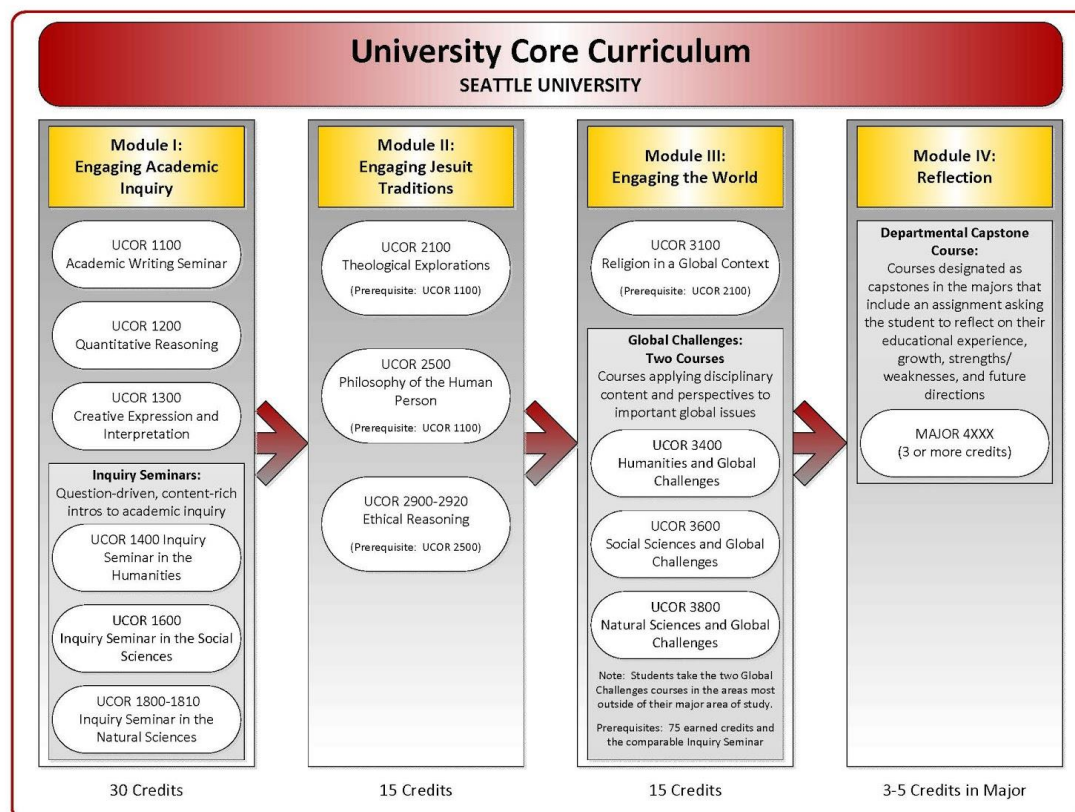 University Core Curriculum
SEATTLE UNIVERSITY
Module I:
Engaging Academic
Inquiry
UCOR 1100
Academic Writing Seminar
UCOR 1200
Quantitative Reasoning
UCOR 1300
Creative Expression and
Interpretation
Inquiry Seminars:
Question-driven, content-rich
intros to academic inquiry
UCOR 1400 Inquiry
Seminar in the
Humanities
UCOR 1600
Inquiry Seminar in the Social
Sciences
UCOR 1800-1810
Inquiry Seminar in the
Natural Sciences
30 Credits
Module II:
Engaging Jesuit
Traditions
UCOR 2100
Theological Explorations
(Prerequisite: UCOR 1100)
UCOR 2500
Philosophy of the Human
Person
(Prerequisite: UCOR 1100)
UCOR 2900-2920
Ethical Reasoning
(Prerequisite: UCOR 2500)
15 Credits
Module III:
Engaging the World
UCOR 3100
Religion in a Global Context
(Prerequisite: UCOR 2100)
Global Challenges:
Two Courses
Courses applying disciplinary
content and perspectives to
important global issues
UCOR 3400
Humanities and Global
Challenges
UCOR 3600
Social Sciences and Global
Challenges
UCOR 3800
Natural Sciences and Global
Challenges
Note: Students take the two Global
Challenges courses in the areas most
outside of their major area of study.
Prerequisites: 75 earned credits and
the comparable Inquiry Seminar
15 Credits
Module IV:
Reflection
Departmental Capstone
Course:
Courses designated as
capstones in the majors that
include an assignment asking
the student to reflect on their
educational experience,
growth, strengths/
weaknesses, and future
directions
MAJOR 4XXX
(3 or more credits)
3-5 Credits in Major